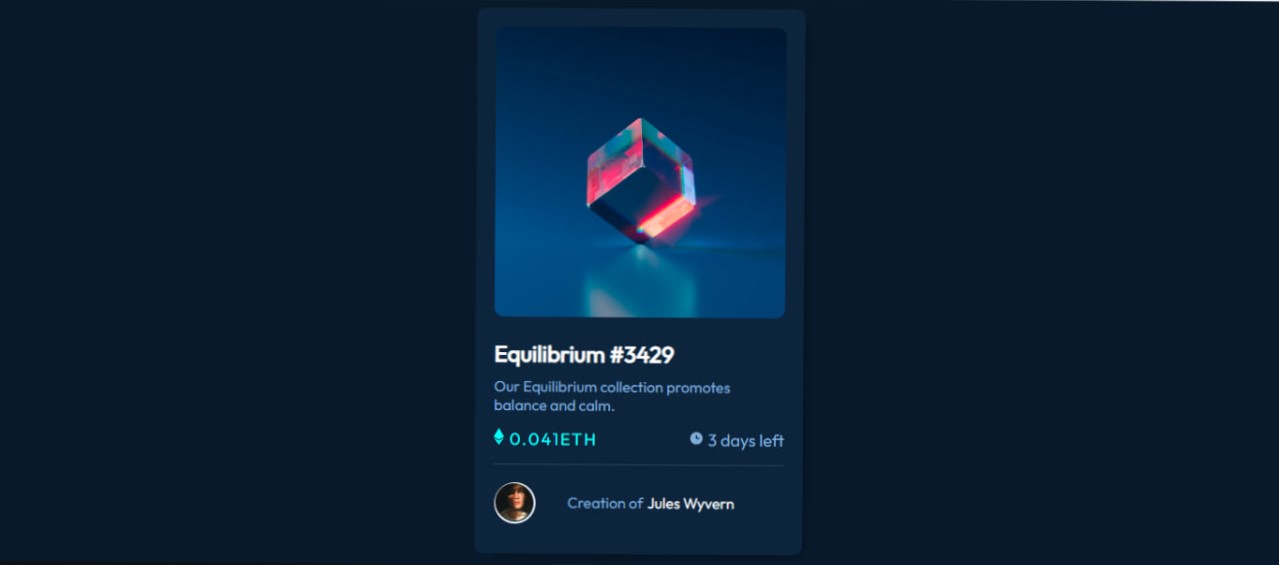 Equilibrium #3429
Our Equilibrium collection promotes
balance and calm.
0.041ETH
3 days left
Creation of Jules Wyvern